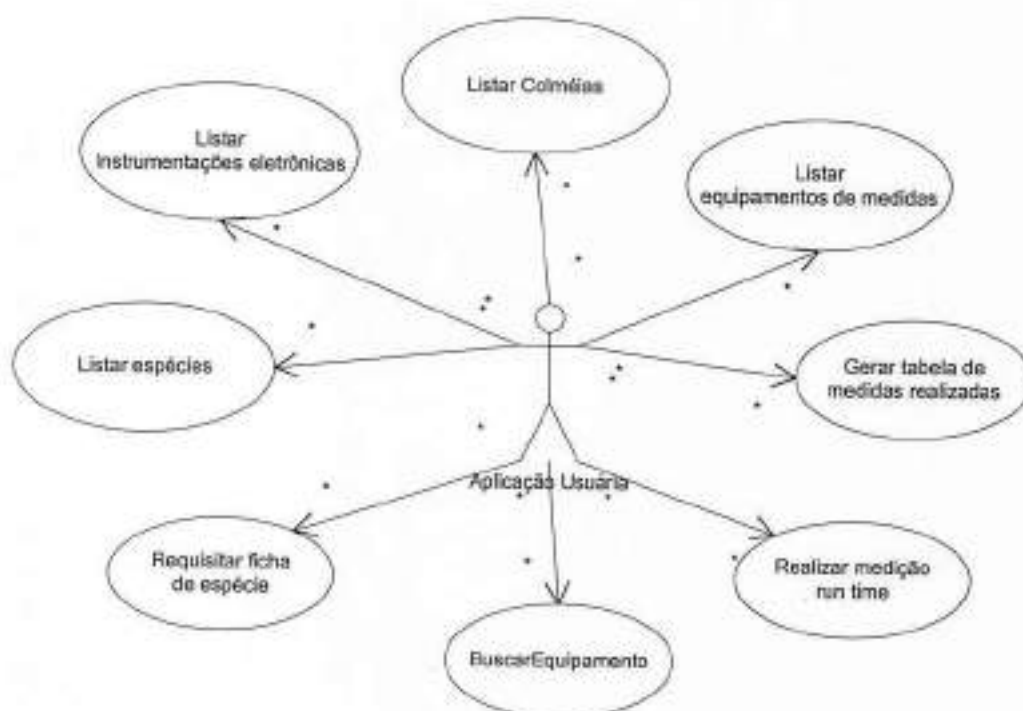 Listar Colméias
Listar
Instrumentações eletrônicas
Listar
equipamentos de medidas
Listar espécies
Gerar tabela de
medidas realizadas
Aplicação Usuária
Requisitar ficha
de espécie
Realizar medição
run time
BuscarEquipamento